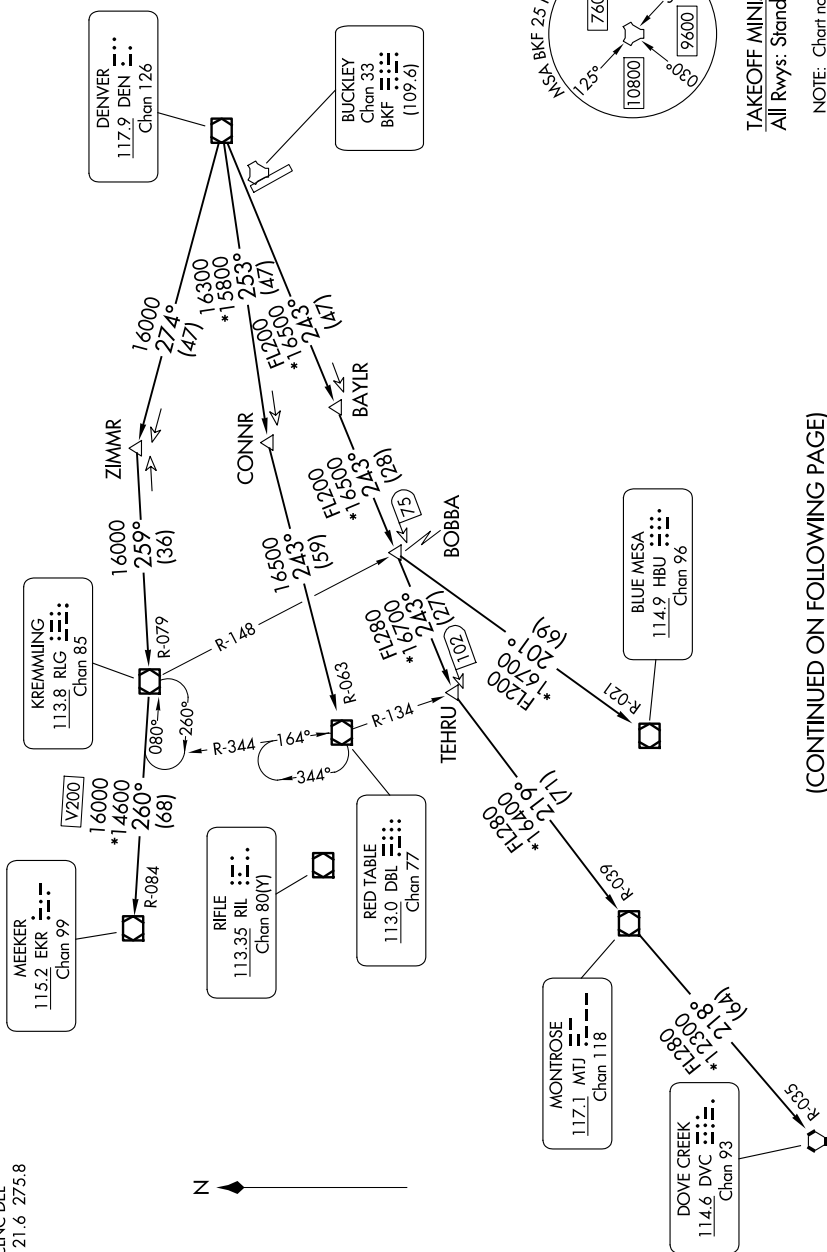 CLNC DEL
21.6 275.8
N
MEEKER
115.2 EKR
Chan 99
R-084
V200
16000
*14600
260°
(68)
KREMMLING
113.8 RLG
Chan 85
080°
260°
R-079
16000
259°
(36)
ZIMMR
16000
274°
(47)
DENVER
117.9 DEN
Chan 126
BUCKLEY
Chan 33
BKF
(109.6)
16300
*15800
253°
(47)
CONNR
16500
243°
(59)
R-063
FL200
*16500
243°
(47)
BAYLR
FL200
*16500
243°
(28)
75
BOBBA
R-148
R-344
164°
344°
R-134
RIFLE
113.35 RIL
Chan 80(Y)
RED TABLE
113.0 DBL
Chan 77
FL280
*16700
243°
(27)
102
TEHRU
FL200
*16700
201°
(69)
R-021
BLUE MESA
114.9 HBU
Chan 96
FL280
*16400
219°
(71)
R-039
MONTROSE
117.1 MTJ
Chan 118
FL280
*12300
218°
(64)
R-035
DOVE CREEK
114.6 DVC
Chan 93
MSA BKF 25
125°
760
10800
030°
9600
TAKEOFF MINI
All Rwys: Stand
NOTE: Chart no
(CONTINUED ON FOLLOWING PAGE)